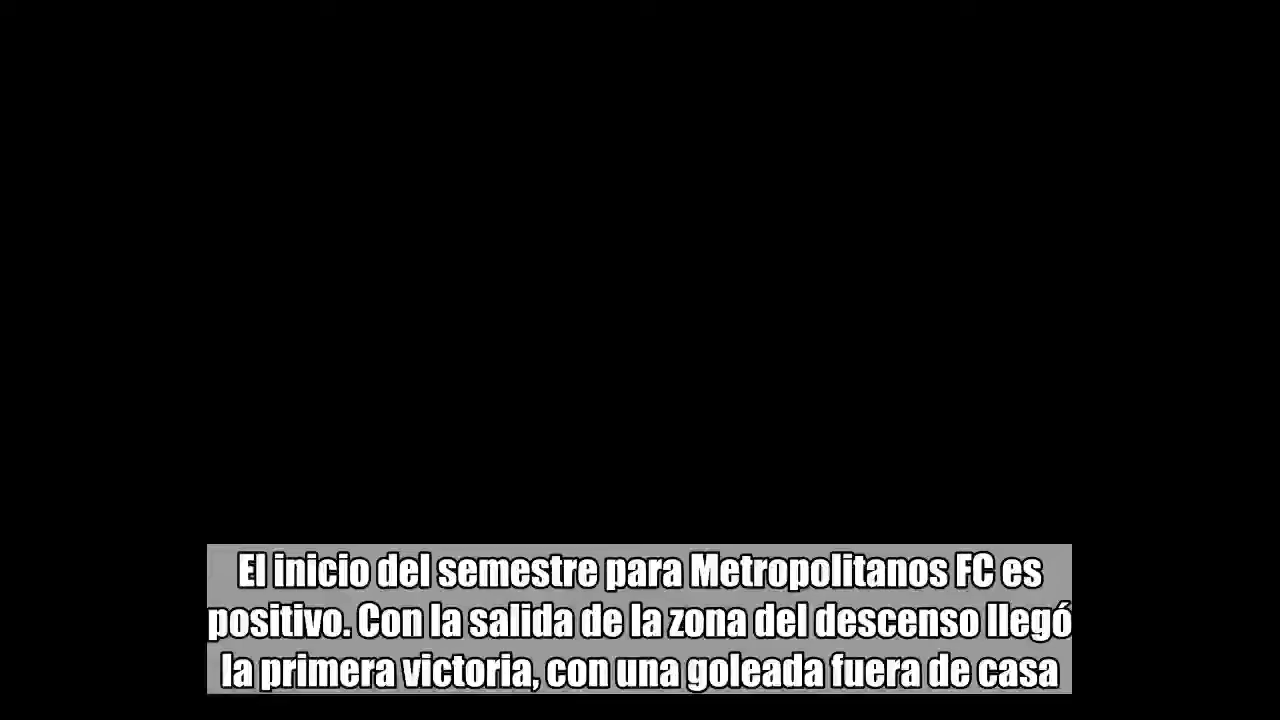 El inicio del semestre para Metropolitanos FC es
positivo. Con la salida de la zona del descenso llegó
la primera victoria, con una goleada fuera de casa